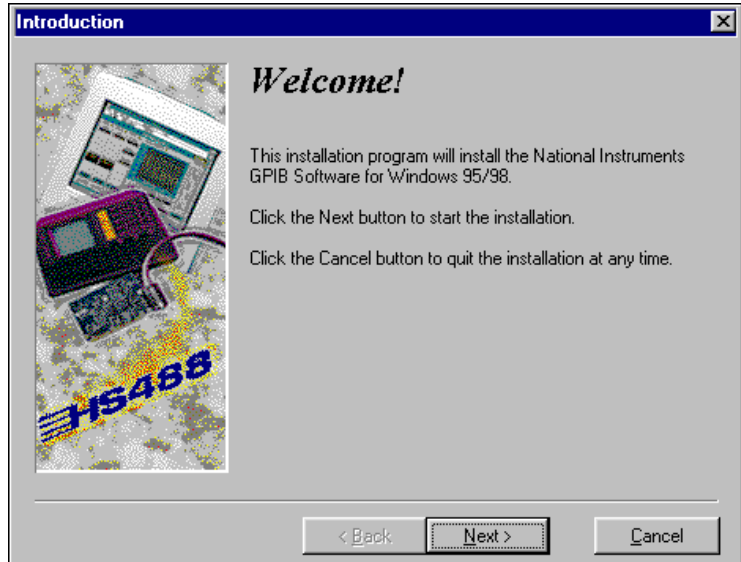 Introduction
Welcome!
This installation program will install the National Instruments
GPIB Software for Windows 95/98.
Click the Next button to start the installation.
Click the Cancel button to quit the installation at any time.
HS488
< Back
Next >
Cancel